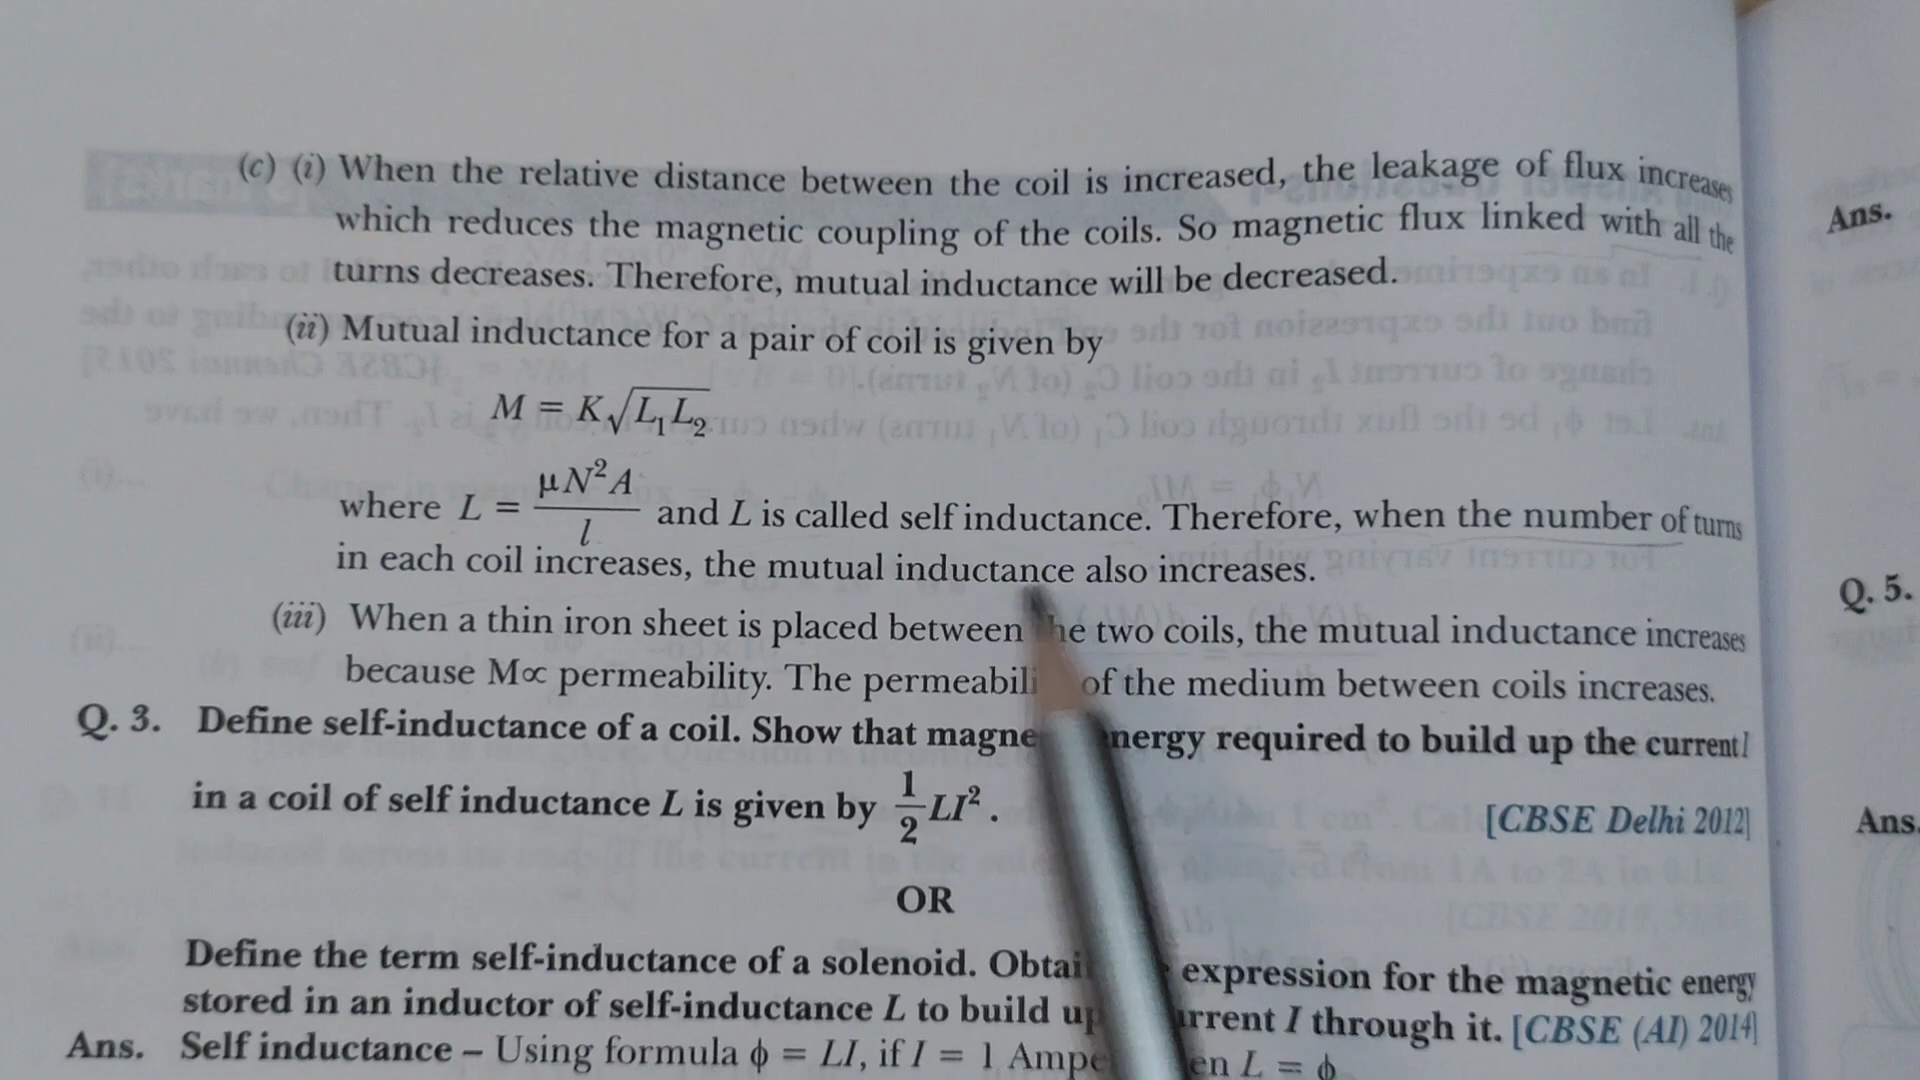 (c) (i) When the relative distance between the coil is increased, the leakage of flux increases
which reduces the magnetic coupling of the coils. So magnetic flux linked with all the
turns decreases. Therefore, mutual inductance will be decreased.
(ii) Mutual inductance for a pair of coil is given by
M = K√(L₁L₂)
where L = μN²A/l and L is called self inductance. Therefore, when the number of turns
in each coil increases, the mutual inductance also increases.
(iii) When a thin iron sheet is placed between he two coils, the mutual inductance increases
because M∝ permeability. The permeabili of the medium between coils increases.
Q. 3. Define self-inductance of a coil. Show that magne nergy required to build up the current I
in a coil of self inductance L is given by 1/2 LI². [CBSE Delhi 2012]
OR
Define the term self-inductance of a solenoid. Obtai expression for the magnetic energy
stored in an inductor of self-inductance L to build up rrent I through it. [CBSE (AI) 2014]
Ans. Self inductance – Using formula ϕ = LI, if I = 1 Ampe en L = ϕ
Ans.
Q. 5.
Ans.